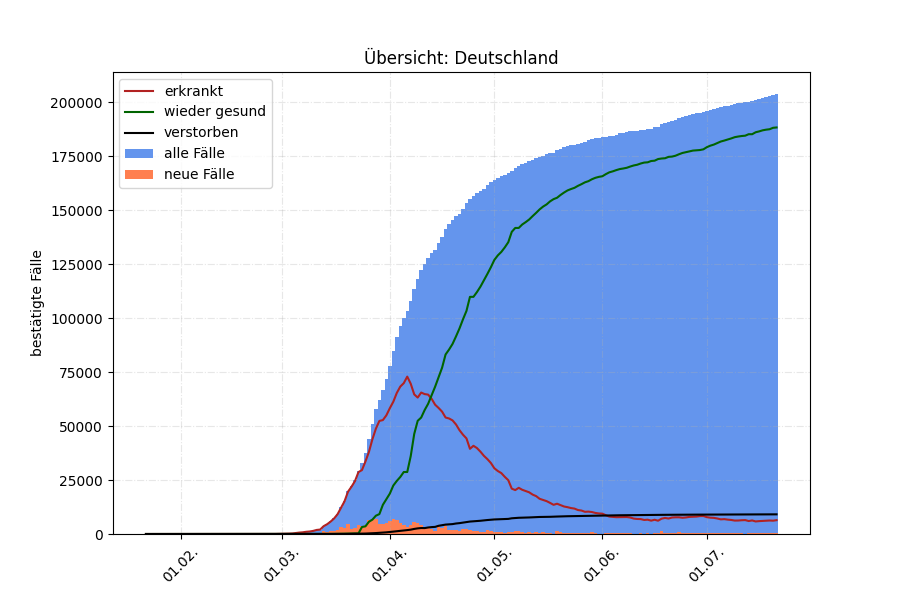 Übersicht: Deutschland
erkrankt
wieder gesund
verstorben
alle Fälle
neue Fälle
bestätigte Fälle
200000
175000
150000
125000
100000
75000
50000
25000
0
01.02.
01.03.
01.04.
01.05.
01.06.
01.07.